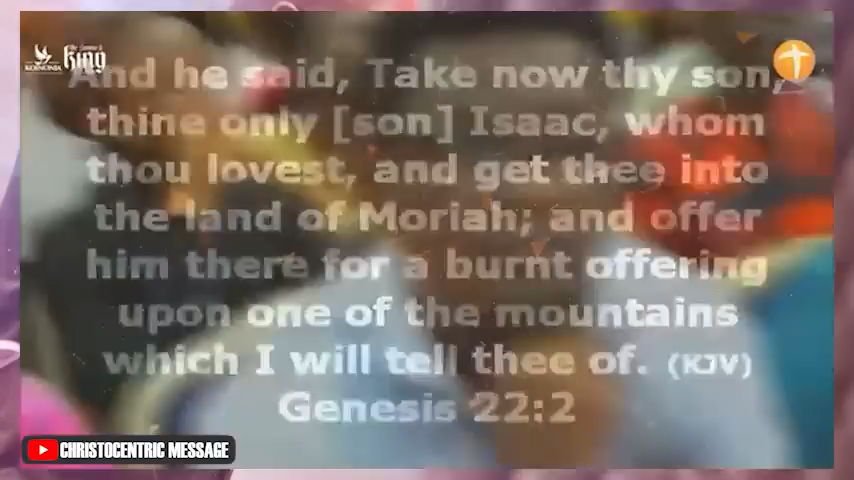 KOINONIA
King
And he said, Take now thy son,
thine only [son] Isaac, whom
thou lovest, and get thee into
the land of Moriah; and offer
him there for a burnt offering
upon one of the mountains
which I will tell thee of. (KJV)
Genesis 22:2
CHRISTOCENTRIC MESSAGE